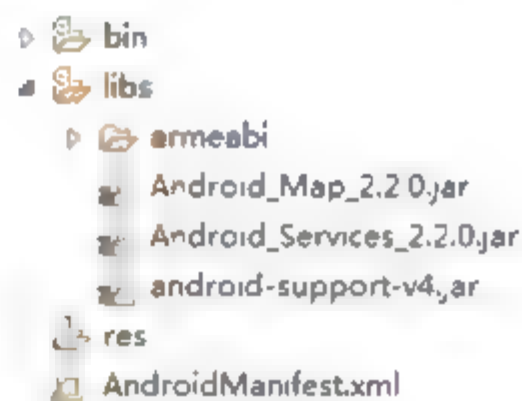 bin
libs
armeabi
Android_Map_2.2.0.jar
Android_Services_2.2.0.jar
android-support-v4.jar
res
AndroidManifest.xml